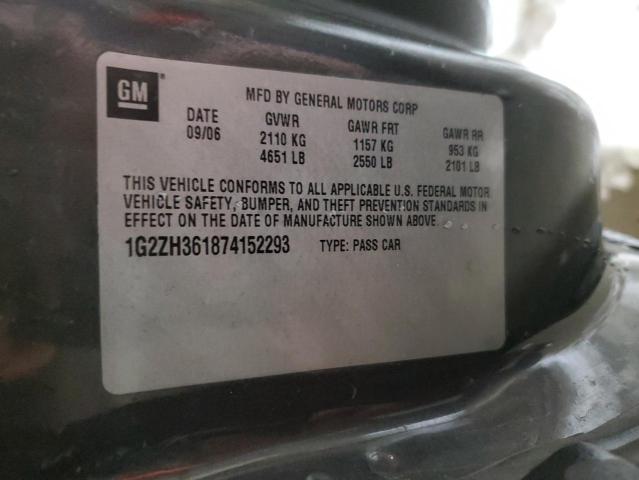 GM ®
MFD BY GENERAL MOTORS CORP
DATE GVWR GAWR FRT GAWR RR
09/06 2110 KG 1157 KG 953 KG
4651 LB 2550 LB 2101 LB
THIS VEHICLE CONFORMS TO ALL APPLICABLE U.S. FEDERAL MOTOR
VEHICLE SAFETY, BUMPER, AND THEFT PREVENTION STANDARDS IN
EFFECT ON THE DATE OF MANUFACTURE SHOWN ABOVE.
1G2ZH361874152293 TYPE: PASS CAR